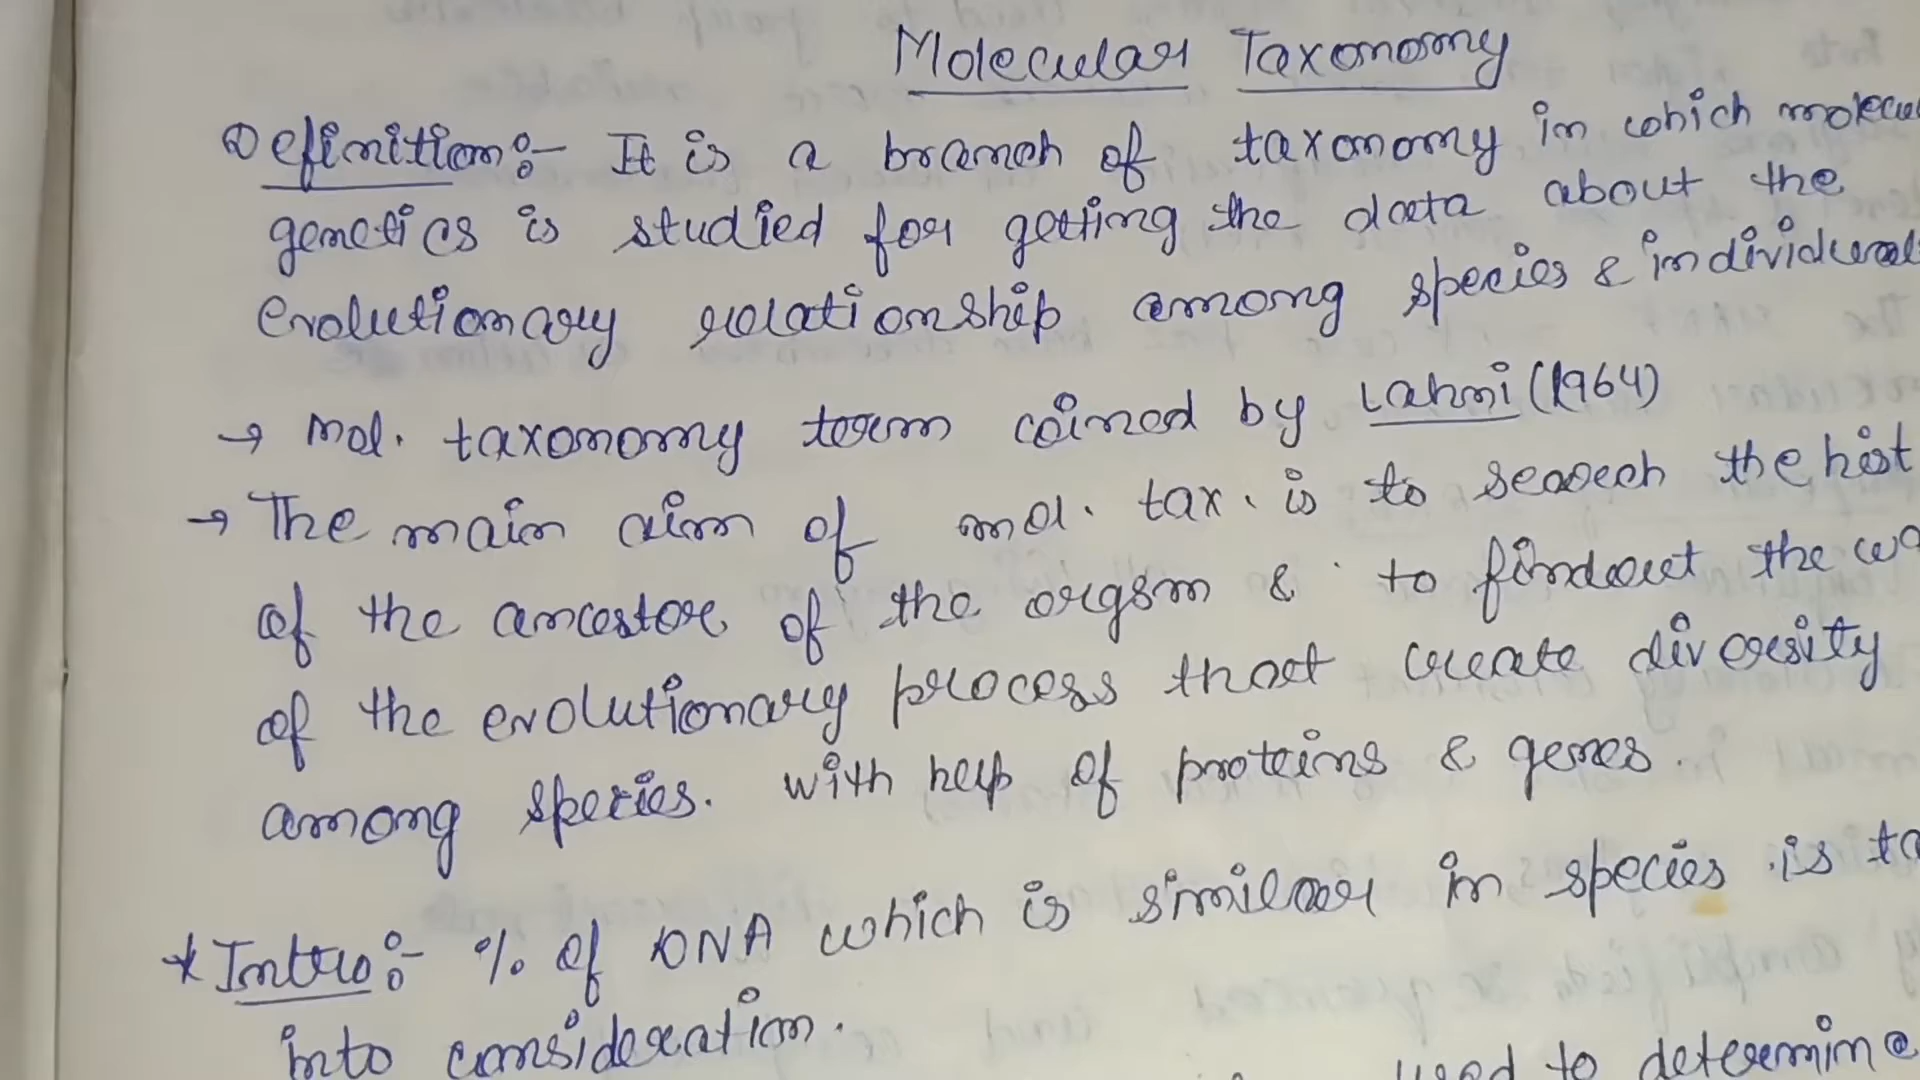 Molecular Taxonomy
Definition:- It is a branch of taxonomy in which molecu
genetics is studied for getting the data about the
evolutionary relationship among species & individual
→ Mol. taxonomy term coined by Lahni (1964)
→ The main aim of mol. tax. is to search the hist
of the ancestor of the orgsm & to findout the wa
of the evolutionary process that create diversity
among species. with help of proteins & genes.
* Intro:- % of DNA which is similar in species is ta
into consideration.
used to determine